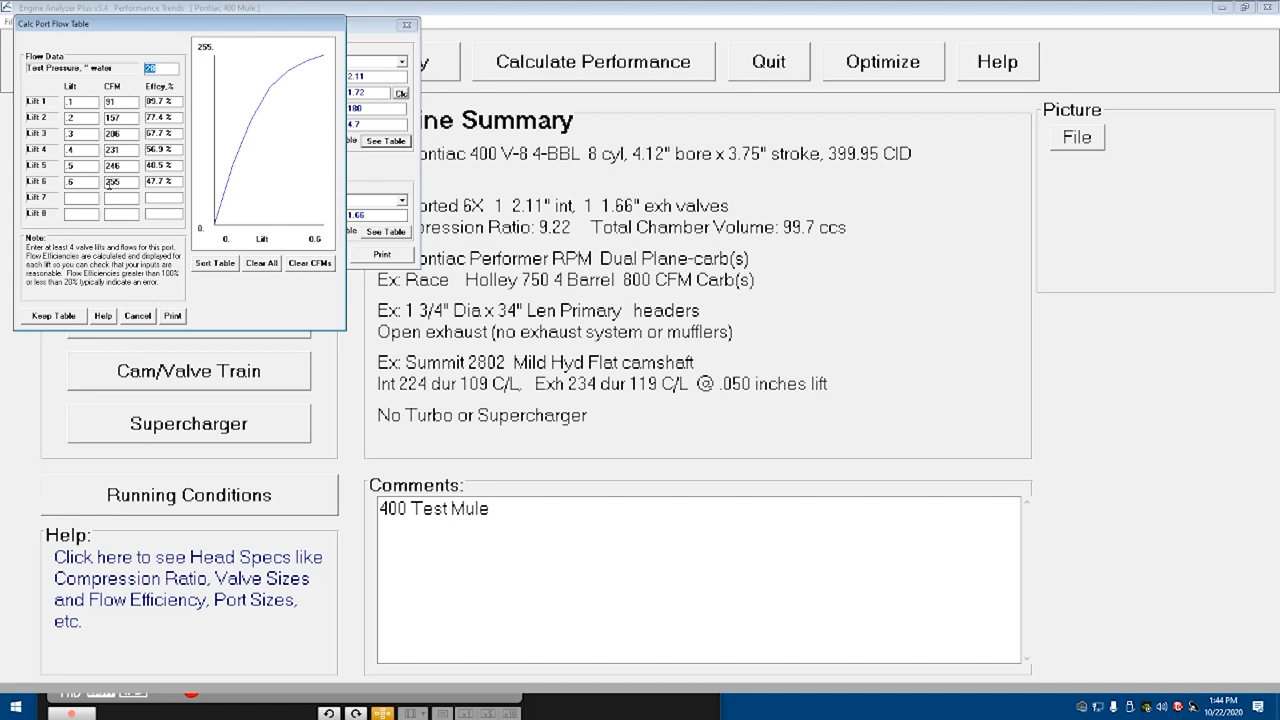 Engine Analyzer Plus v3.4 Performance Trends [ Pontiac 400 Mule ]
Calc Port Flow Table
Flow Data
Test Pressure, " water 28
Lift CFM Effcy,%
Lift 1 .1 91 89.7 %
Lift 2 .2 157 77.4 %
Lift 3 .3 206 67.7 %
Lift 4 .4 231 56.9 %
Lift 5 .5 246 48.5 %
Lift 6 .6 255 47.7 %
Lift 7
Lift 8
Note:
Enter at least 4 valve lifts and flows for this port.
Flow Efficiencies are calculated and displayed for
each lift so you can check that your inputs are
reasonable. Flow Efficiencies greater than 100%
or less than 20% typically indicate an error.
Keep Table Help Cancel Print
255.
0.
0. Lift 0.6
Sort Table Clear All Clear CFMs
2.11
1.72 Clc
180
4.7
ble See Table
1.66
ble See Table
Print
y
Calculate Performance
Quit
Optimize
Help
ine Summary
ontiac 400 V-8 4-BBL 8 cyl, 4.12" bore x 3.75" stroke, 399.95 CID
orted 6X 1 2.11" int, 1 1.66" exh valves
pression Ratio: 9.22 Total Chamber Volume: 99.7 ccs
ontiac Performer RPM Dual Plane-carb(s)
Ex: Race Holley 750 4 Barrel 800 CFM Carb(s)
Ex: 1 3/4" Dia x 34" Len Primary headers
Open exhaust (no exhaust system or mufflers)
Ex: Summit 2802 Mild Hyd Flat camshaft
Int 224 dur 109 C/L, Exh 234 dur 119 C/L @ .050 inches lift
No Turbo or Supercharger
Picture
File
Cam/Valve Train
Supercharger
Running Conditions
Comments:
400 Test Mule
Help:
Click here to see Head Specs like
Compression Ratio, Valve Sizes
and Flow Efficiency, Port Sizes,
etc.
1:44 PM
10/22/2020